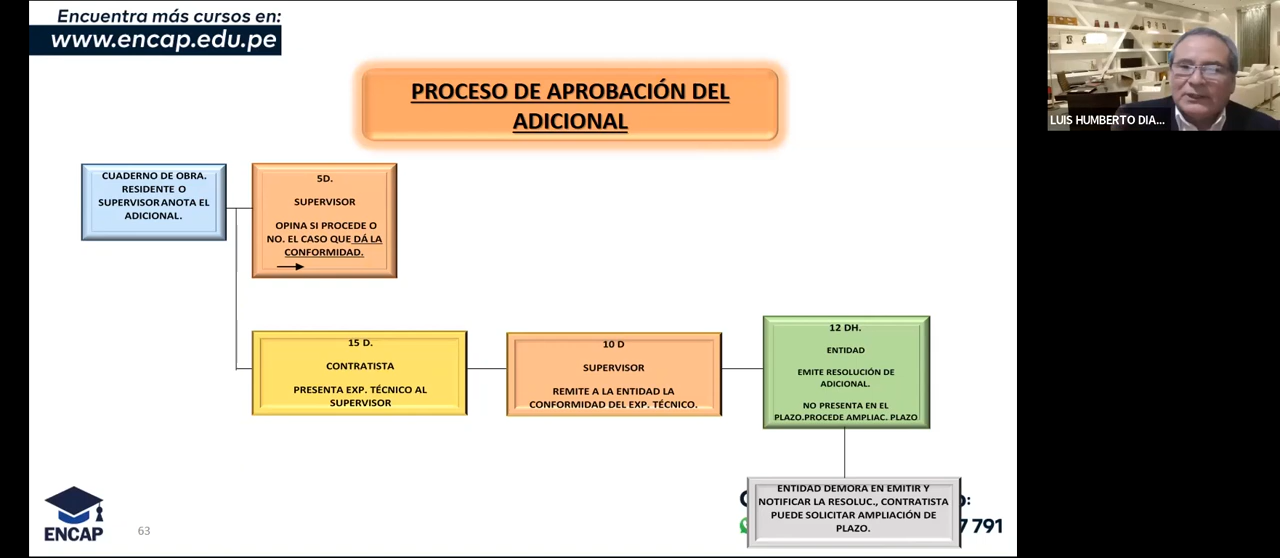 Encuentra más cursos en:
www.encap.edu.pe
PROCESO DE APROBACIÓN DEL
ADICIONAL
CUADERNO DE OBRA.
RESIDENTE O
SUPERVISOR ANOTA EL
ADICIONAL.
5D.
SUPERVISOR
OPINA SI PROCEDE O
NO. EL CASO QUE DÁ LA
CONFORMIDAD.
15 D.
CONTRATISTA
PRESENTA EXP. TÉCNICO AL
SUPERVISOR
10 D
SUPERVISOR
REMITE A LA ENTIDAD LA
CONFORMIDAD DEL EXP. TÉCNICO.
12 DH.
ENTIDAD
EMITE RESOLUCIÓN DE
ADICIONAL.
NO PRESENTA EN EL
PLAZO.PROCEDE AMPLIAC. PLAZO
ENTIDAD DEMORA EN EMITIR Y
NOTIFICAR LA RESOLUC., CONTRATISTA
PUEDE SOLICITAR AMPLIACIÓN DE
PLAZO.
7 791
ENCAP
63
LUIS HUMBERTO DIA...